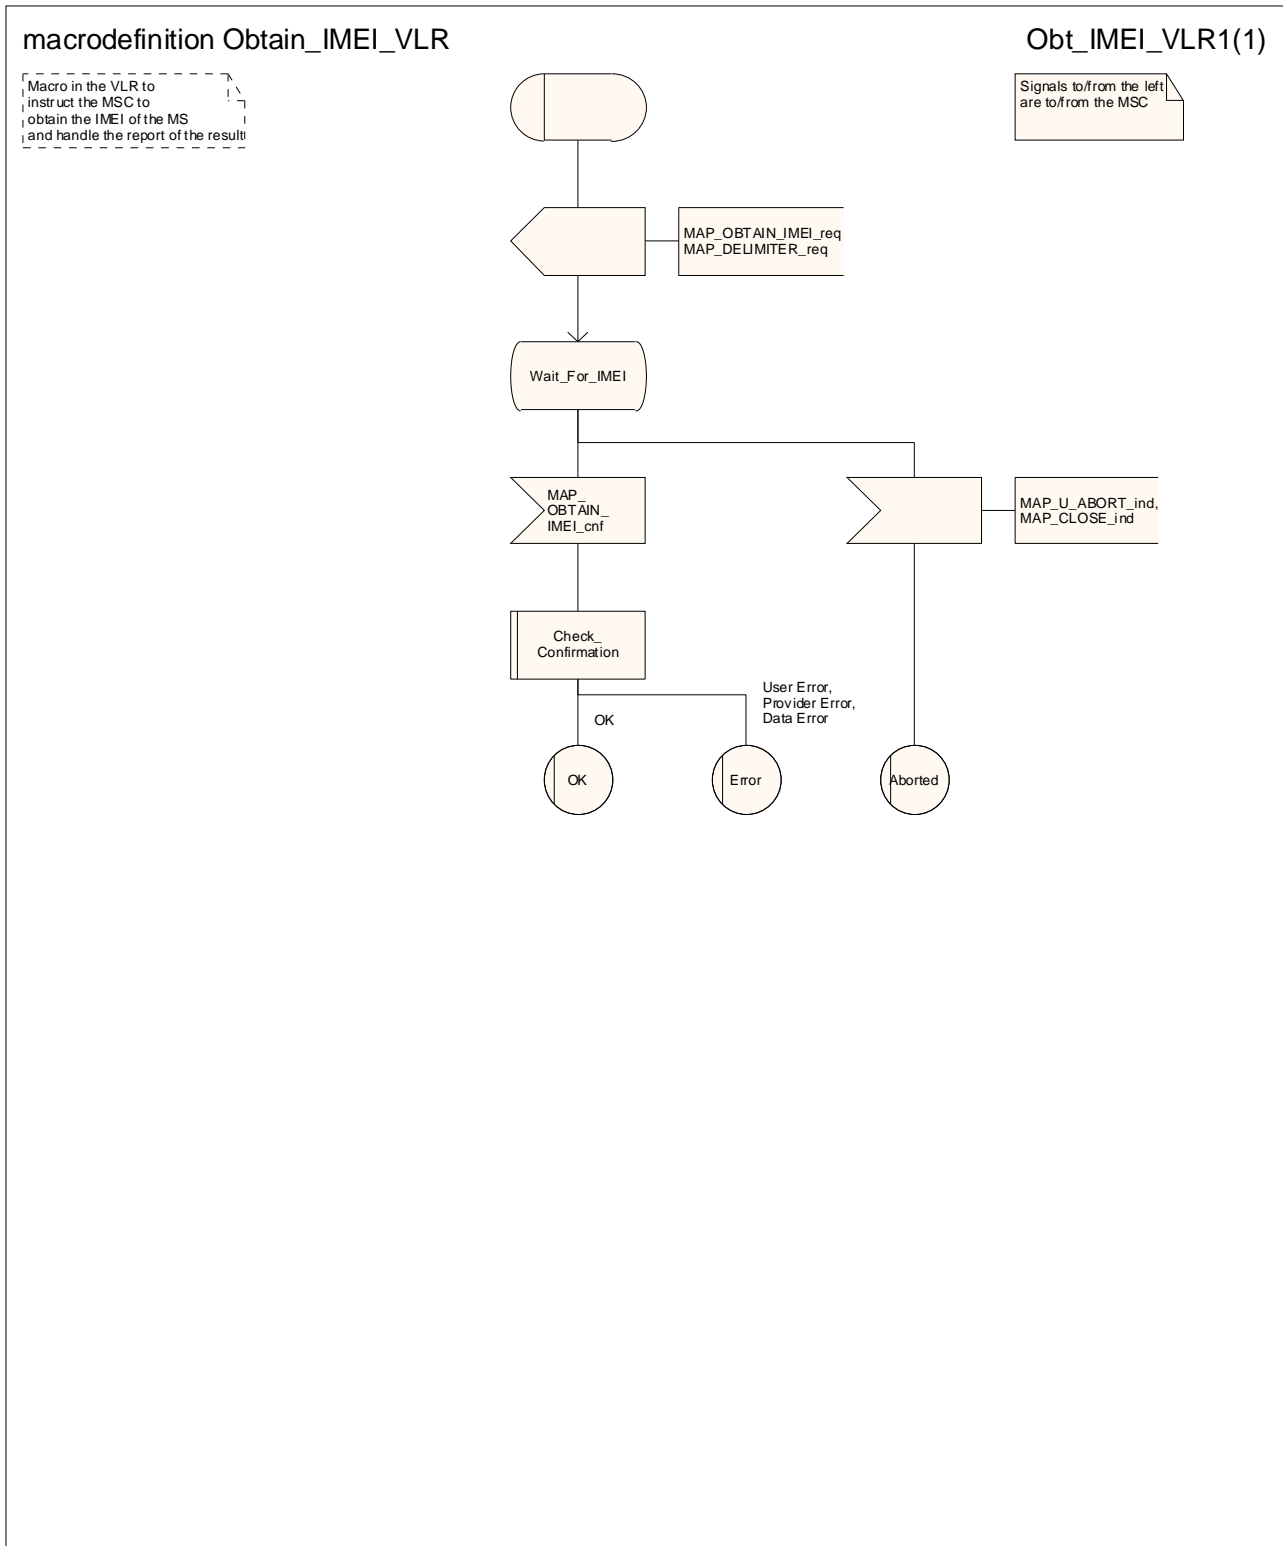 macrodefinition Obtain_IMEI_VLR
Obt_IMEI_VLR1(1)
Macro in the VLR to
instruct the MSC to
obtain the IMEI of the MS
and handle the report of the result
Signals to/from the left
are to/from the MSC
MAP_OBTAIN_IMEI_req
MAP_DELIMITER_req
Wait_For_IMEI
MAP_
OBTAIN_
IMEI_cnf
MAP_U_ABORT_ind,
MAP_CLOSE_ind
Check_
Confirmation
User Error,
Provider Error,
Data Error
OK
OK
Error
Aborted